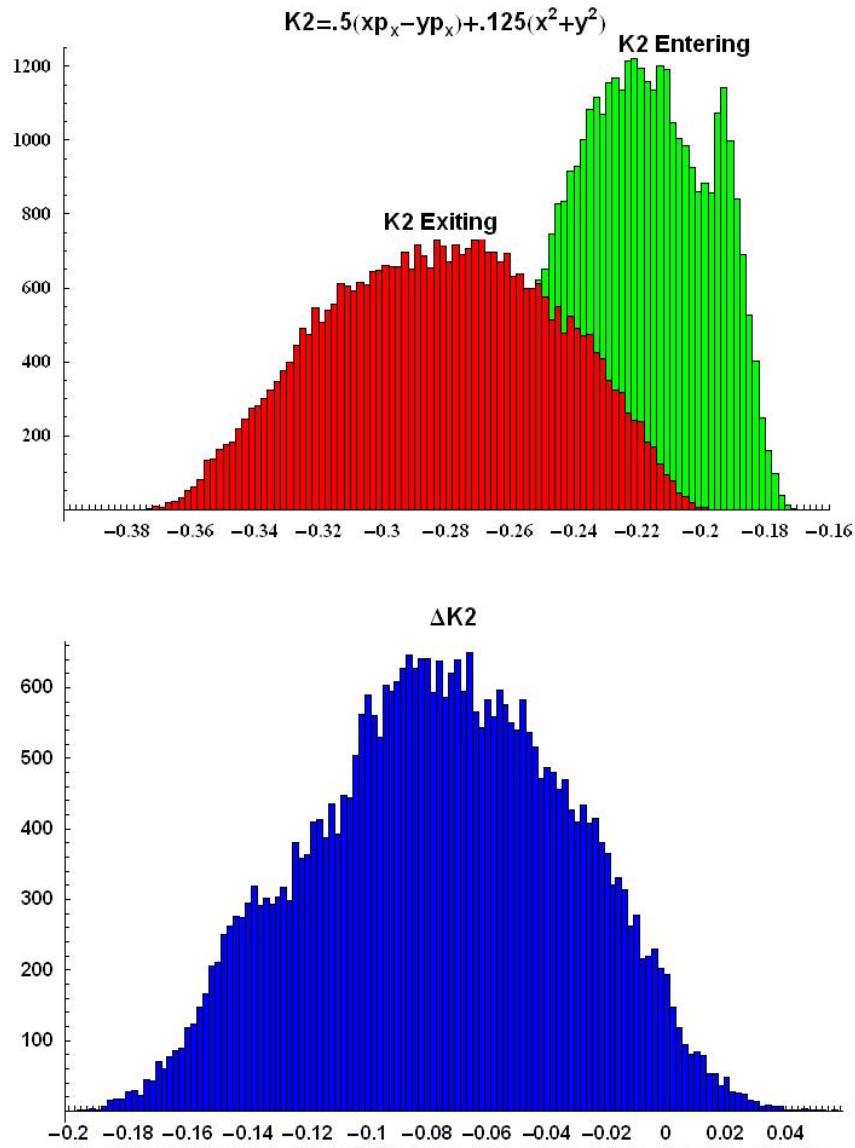 K2=.5(xpₓ−ypₓ)+.125(x²+y²)
K2 Entering
1200
1000
800
K2 Exiting
600
400
200
−0.38 −0.36 −0.34 −0.32 −0.3 −0.28 −0.26 −0.24 −0.22 −0.2 −0.18 −0.16
ΔK2
600
500
400
300
200
100
−0.2 −0.18 −0.16 −0.14 −0.12 −0.1 −0.08 −0.06 −0.04 −0.02 0 0.02 0.04